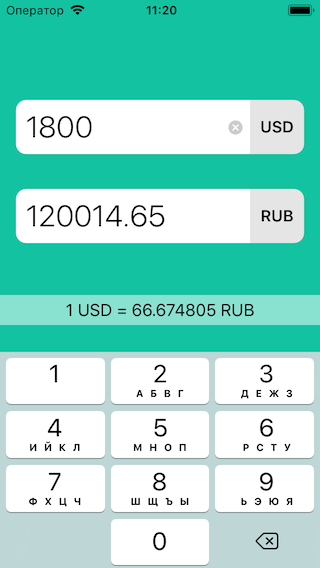 Оператор 11:20
1800 USD
120014.65 RUB
1 USD = 66.674805 RUB
1 2 3
А Б В Г Д Е Ж З
4 5 6
И Й К Л М Н О П Р С Т У
7 8 9
Ф Х Ц Ч Ш Щ Ъ Ы Ь Э Ю Я
0